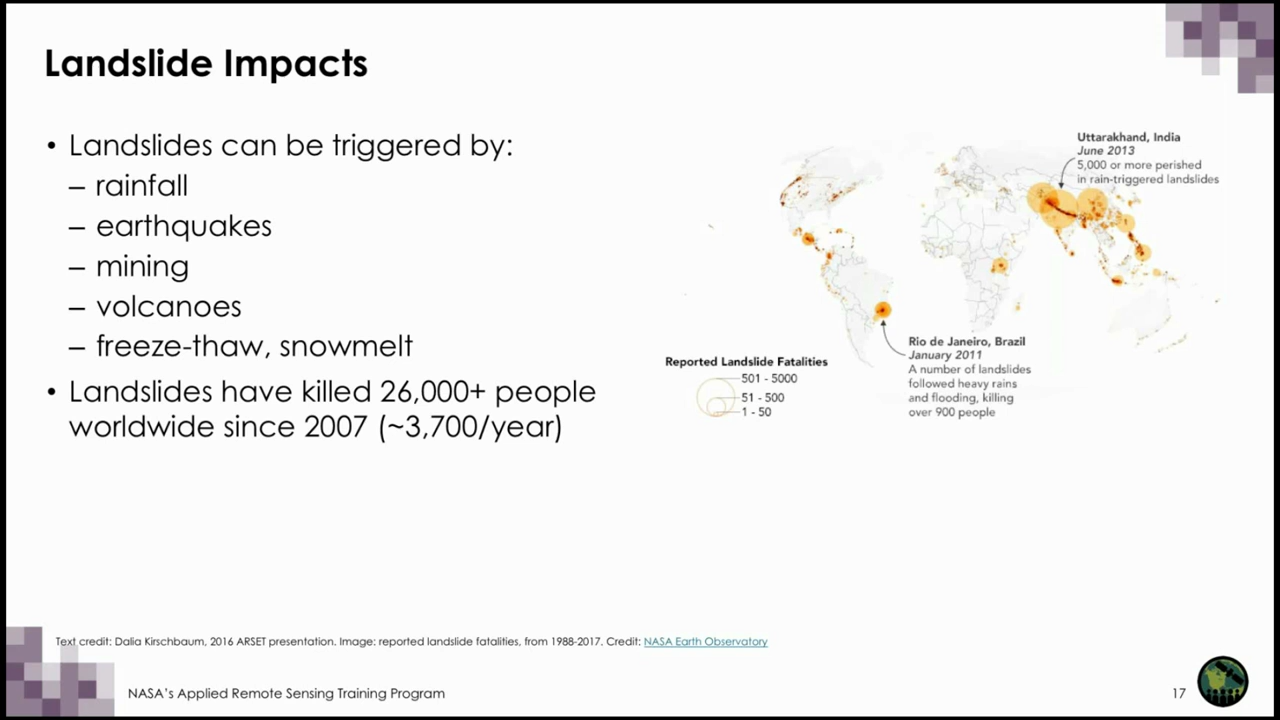 Landslide Impacts
• Landslides can be triggered by:
– rainfall
– earthquakes
– mining
– volcanoes
– freeze-thaw, snowmelt
• Landslides have killed 26,000+ people
worldwide since 2007 (~3,700/year)
Uttarakhand, India
June 2013
5,000 or more perished
in rain-triggered landslides
Rio de Janeiro, Brazil
January 2011
A number of landslides
followed heavy rains
and flooding, killing
over 900 people
Reported Landslide Fatalities
501 - 5000
51 - 500
1 - 50
Text credit: Dalia Kirschbaum, 2016 ARSET presentation. Image: reported landslide fatalities, from 1988-2017. Credit: NASA Earth Observatory
NASA's Applied Remote Sensing Training Program
17